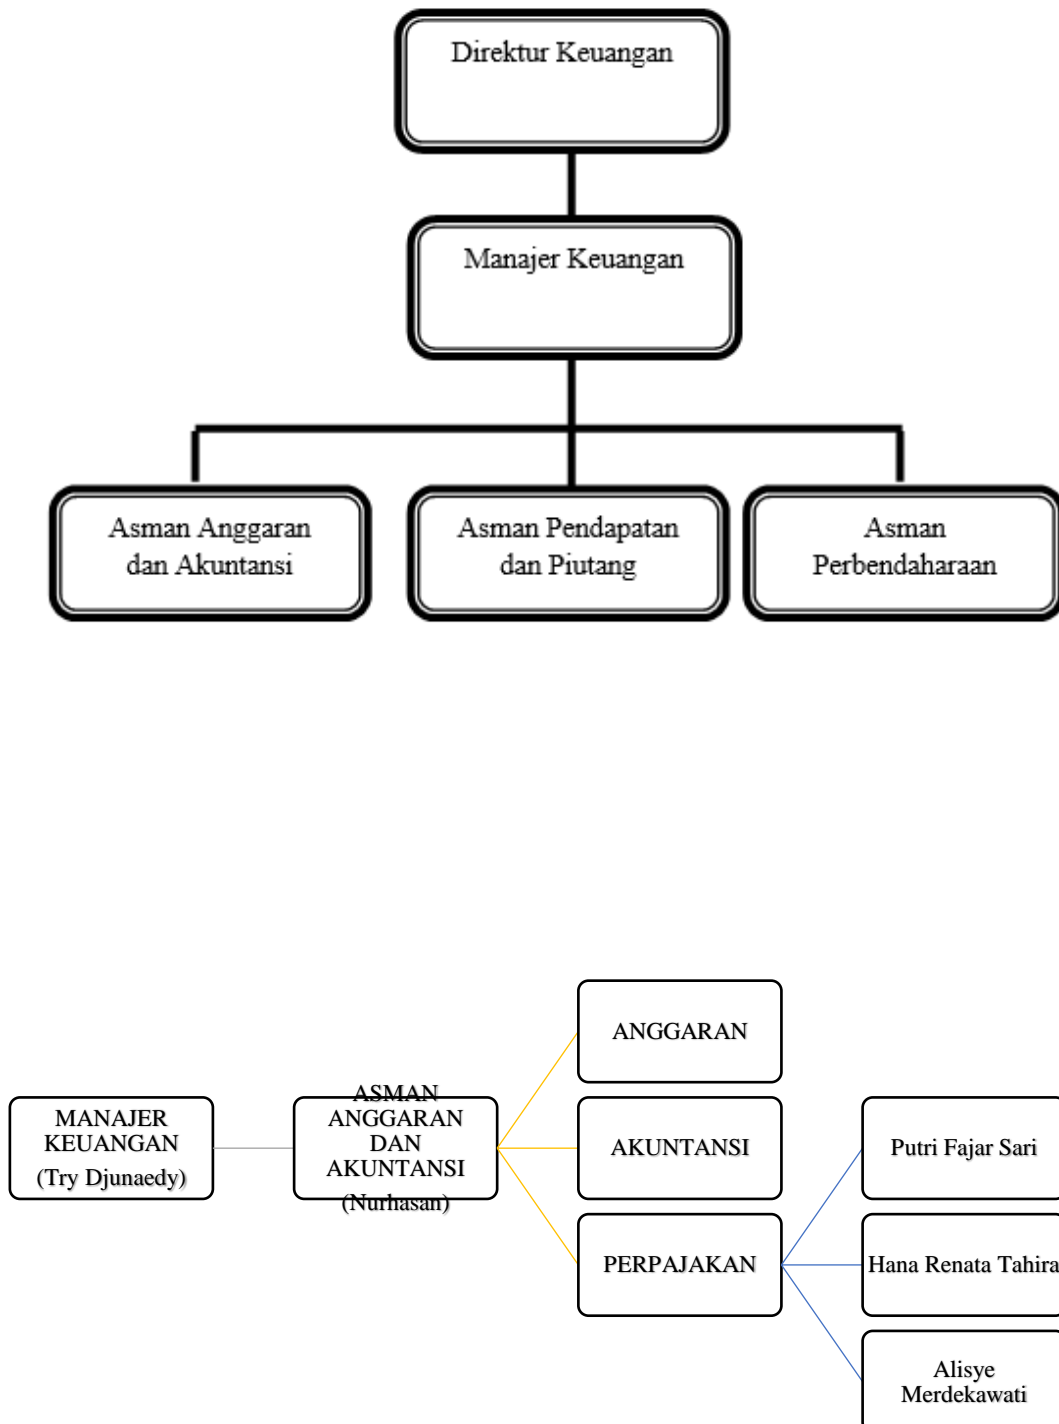 Direktur Keuangan
Manajer Keuangan
Asman Anggaran
dan Akuntansi
Asman Pendapatan
dan Piutang
Asman
Perbendaharaan
MANAJER
KEUANGAN
(Try Djunaedy)
ASMAN
ANGGARAN
DAN
AKUNTANSI
(Nurhasan)
ANGGARAN
AKUNTANSI
PERPAJAKAN
Putri Fajar Sari
Hana Renata Tahira
Alisye
Merdekawati